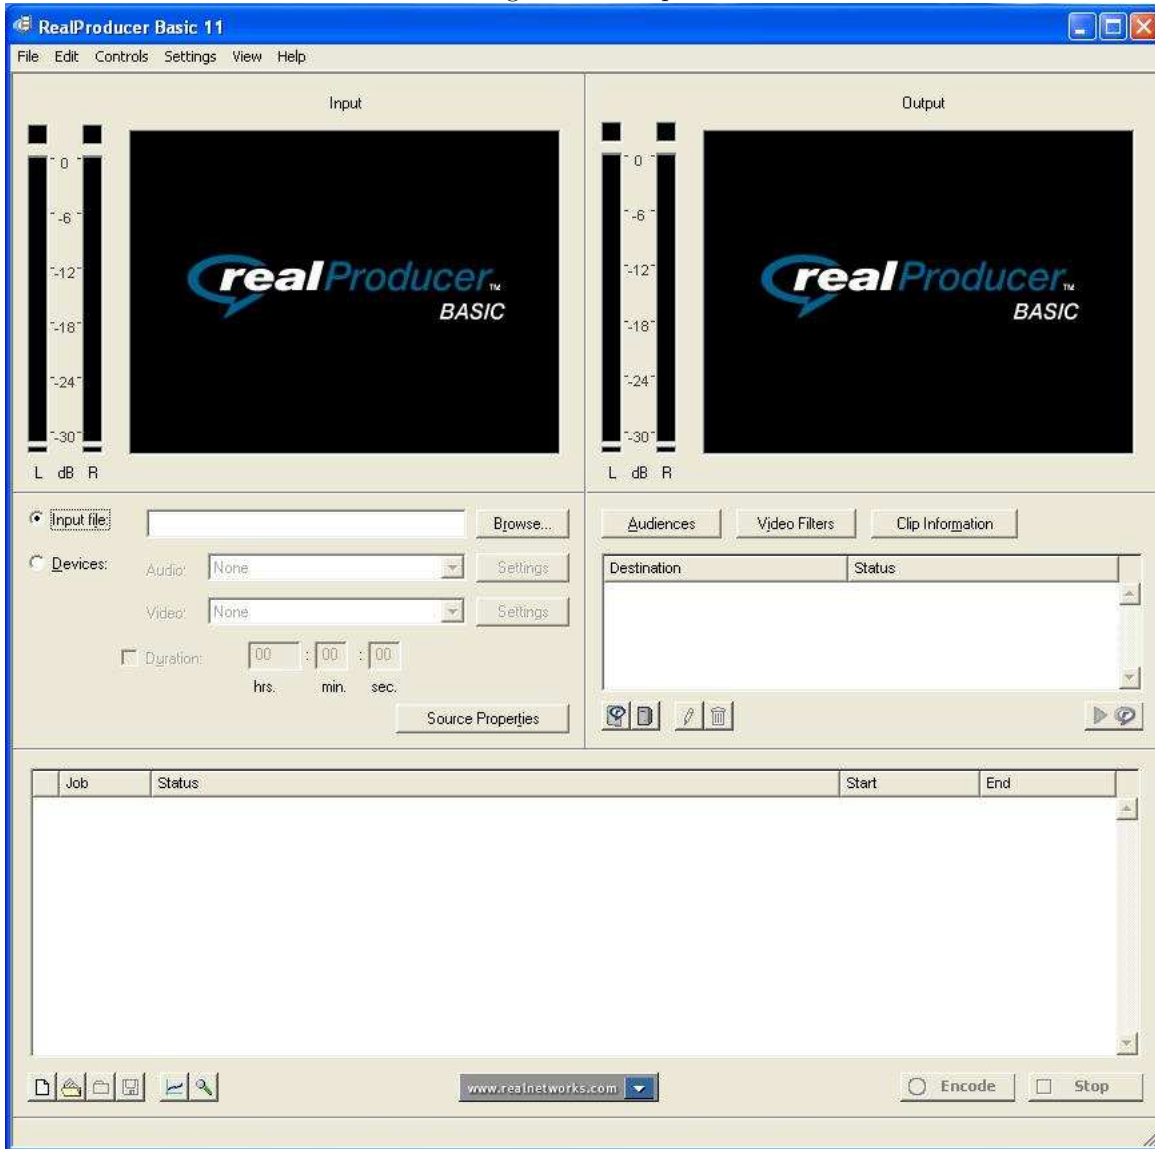 RealProducer Basic 11
File Edit Controls Settings View Help
Input
0
-6
-12
-18
-24
-30
L dB R
realProducer™
BASIC
Output
0
-6
-12
-18
-24
-30
L dB R
realProducer™
BASIC
Input file:
Browse...
Devices:
Audio: None Settings
Video: None Settings
Duration: 00 : 00 : 00
hrs. min. sec.
Source Properties
Audiences Video Filters Clip Information
Destination Status
Job Status Start End
www.realnetworks.com
Encode Stop